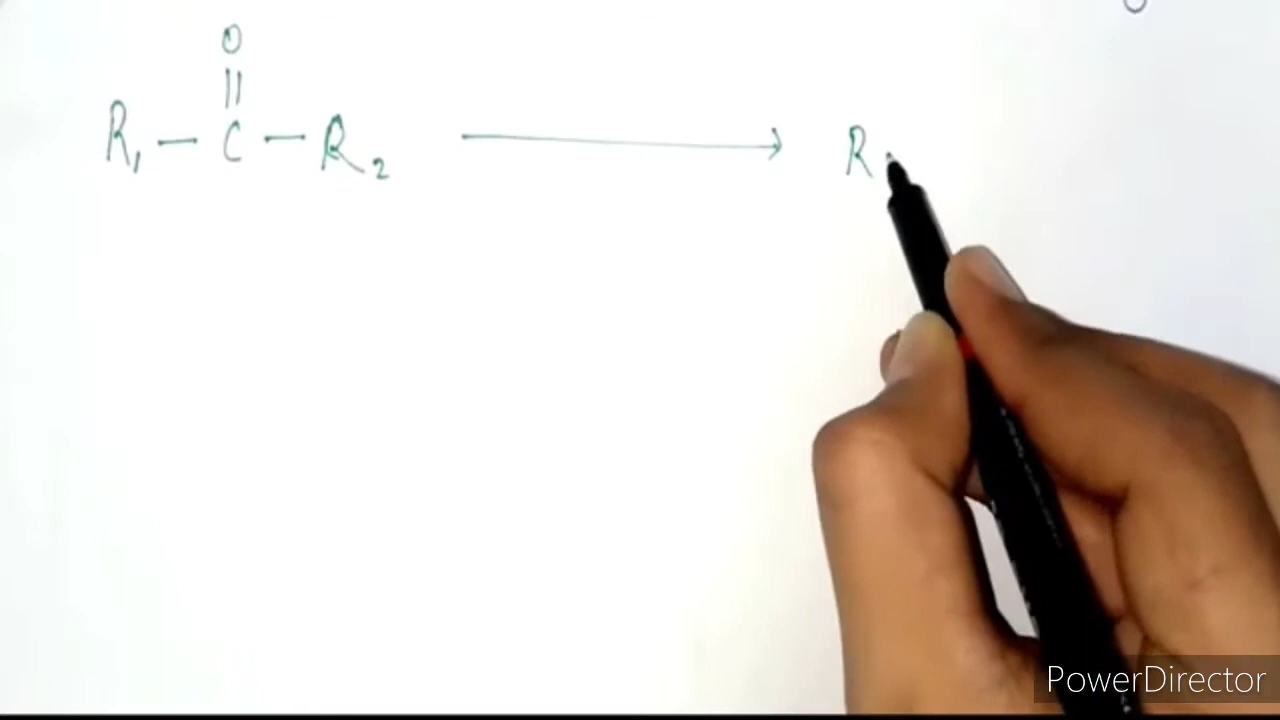 O
||
R₁ — C — R₂ ⟶ R
PowerDirector